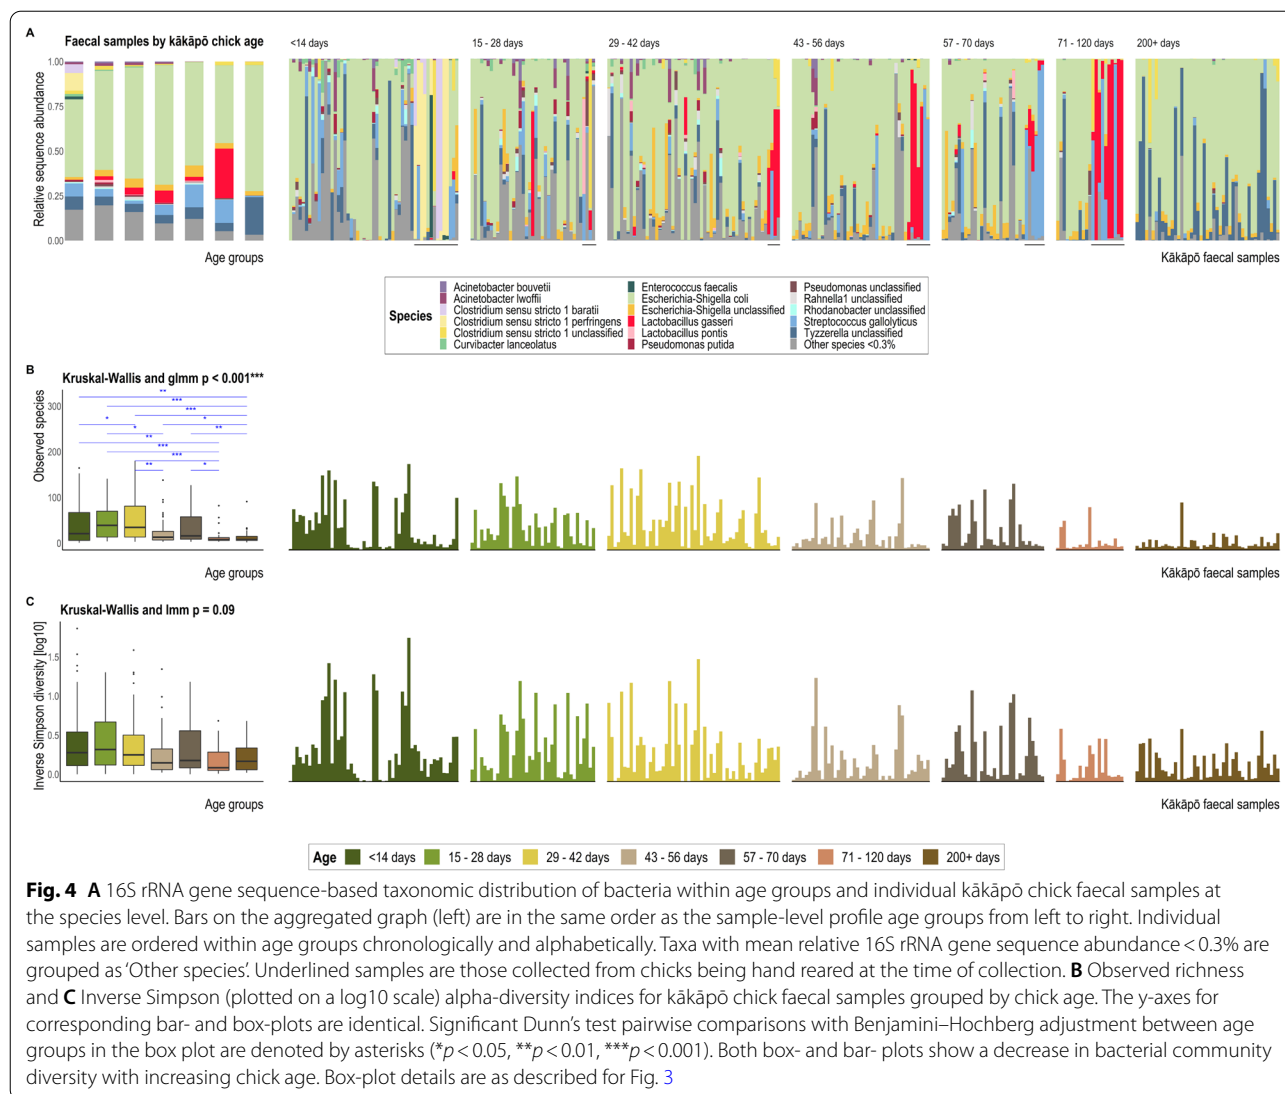 A
Faecal samples by kākāpō chick age
<14 days
15 - 28 days
29 - 42 days
43 - 56 days
57 - 70 days
71 - 120 days
200+ days
Relative sequence abundance
1.00
0.75
0.50
0.25
0.00
Age groups
Kākāpō faecal samples
Species
Acinetobacter bouvetii
Acinetobacter lwoffii
Clostridium sensu stricto 1 baratii
Clostridium sensu stricto 1 perfringens
Clostridium sensu stricto 1 unclassified
Curvibacter lanceolatus
Enterococcus faecalis
Escherichia-Shigella coli
Escherichia-Shigella unclassified
Lactobacillus gasseri
Lactobacillus pontis
Pseudomonas putida
Pseudomonas unclassified
Rahnella1 unclassified
Rhodanobacter unclassified
Streptococcus gallolyticus
Tyzzerella unclassified
Other species <0.3%
B
Kruskal-Wallis and glmm p < 0.001***
Observed species
300
200
100
0
**
***
***
* *
* ** **
** **
***
***
** *
Age groups
Kākāpō faecal samples
C
Kruskal-Wallis and lmm p = 0.09
Inverse Simpson diversity [log10]
1.5
1.0
0.5
0.0
Age groups
Kākāpō faecal samples
Age <14 days 15 - 28 days 29 - 42 days 43 - 56 days 57 - 70 days 71 - 120 days 200+ days
Fig. 4 A 16S rRNA gene sequence-based taxonomic distribution of bacteria within age groups and individual kākāpō chick faecal samples at
the species level. Bars on the aggregated graph (left) are in the same order as the sample-level profile age groups from left to right. Individual
samples are ordered within age groups chronologically and alphabetically. Taxa with mean relative 16S rRNA gene sequence abundance < 0.3% are
grouped as 'Other species'. Underlined samples are those collected from chicks being hand reared at the time of collection. B Observed richness
and C Inverse Simpson (plotted on a log10 scale) alpha-diversity indices for kākāpō chick faecal samples grouped by chick age. The y-axes for
corresponding bar- and box-plots are identical. Significant Dunn's test pairwise comparisons with Benjamini–Hochberg adjustment between age
groups in the box plot are denoted by asterisks (*p < 0.05, **p < 0.01, ***p < 0.001). Both box- and bar- plots show a decrease in bacterial community
diversity with increasing chick age. Box-plot details are as described for Fig. 3